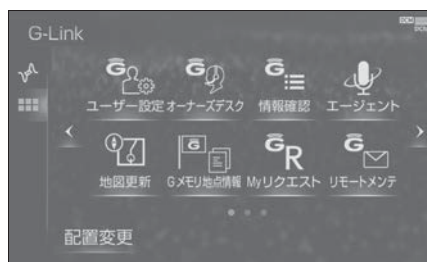 G-Link
DCM
ユーザー設定 オーナーズデスク 情報確認 エージェント
地図更新 Gメモリ地点情報 Myリクエスト リモートメンテ
配置変更